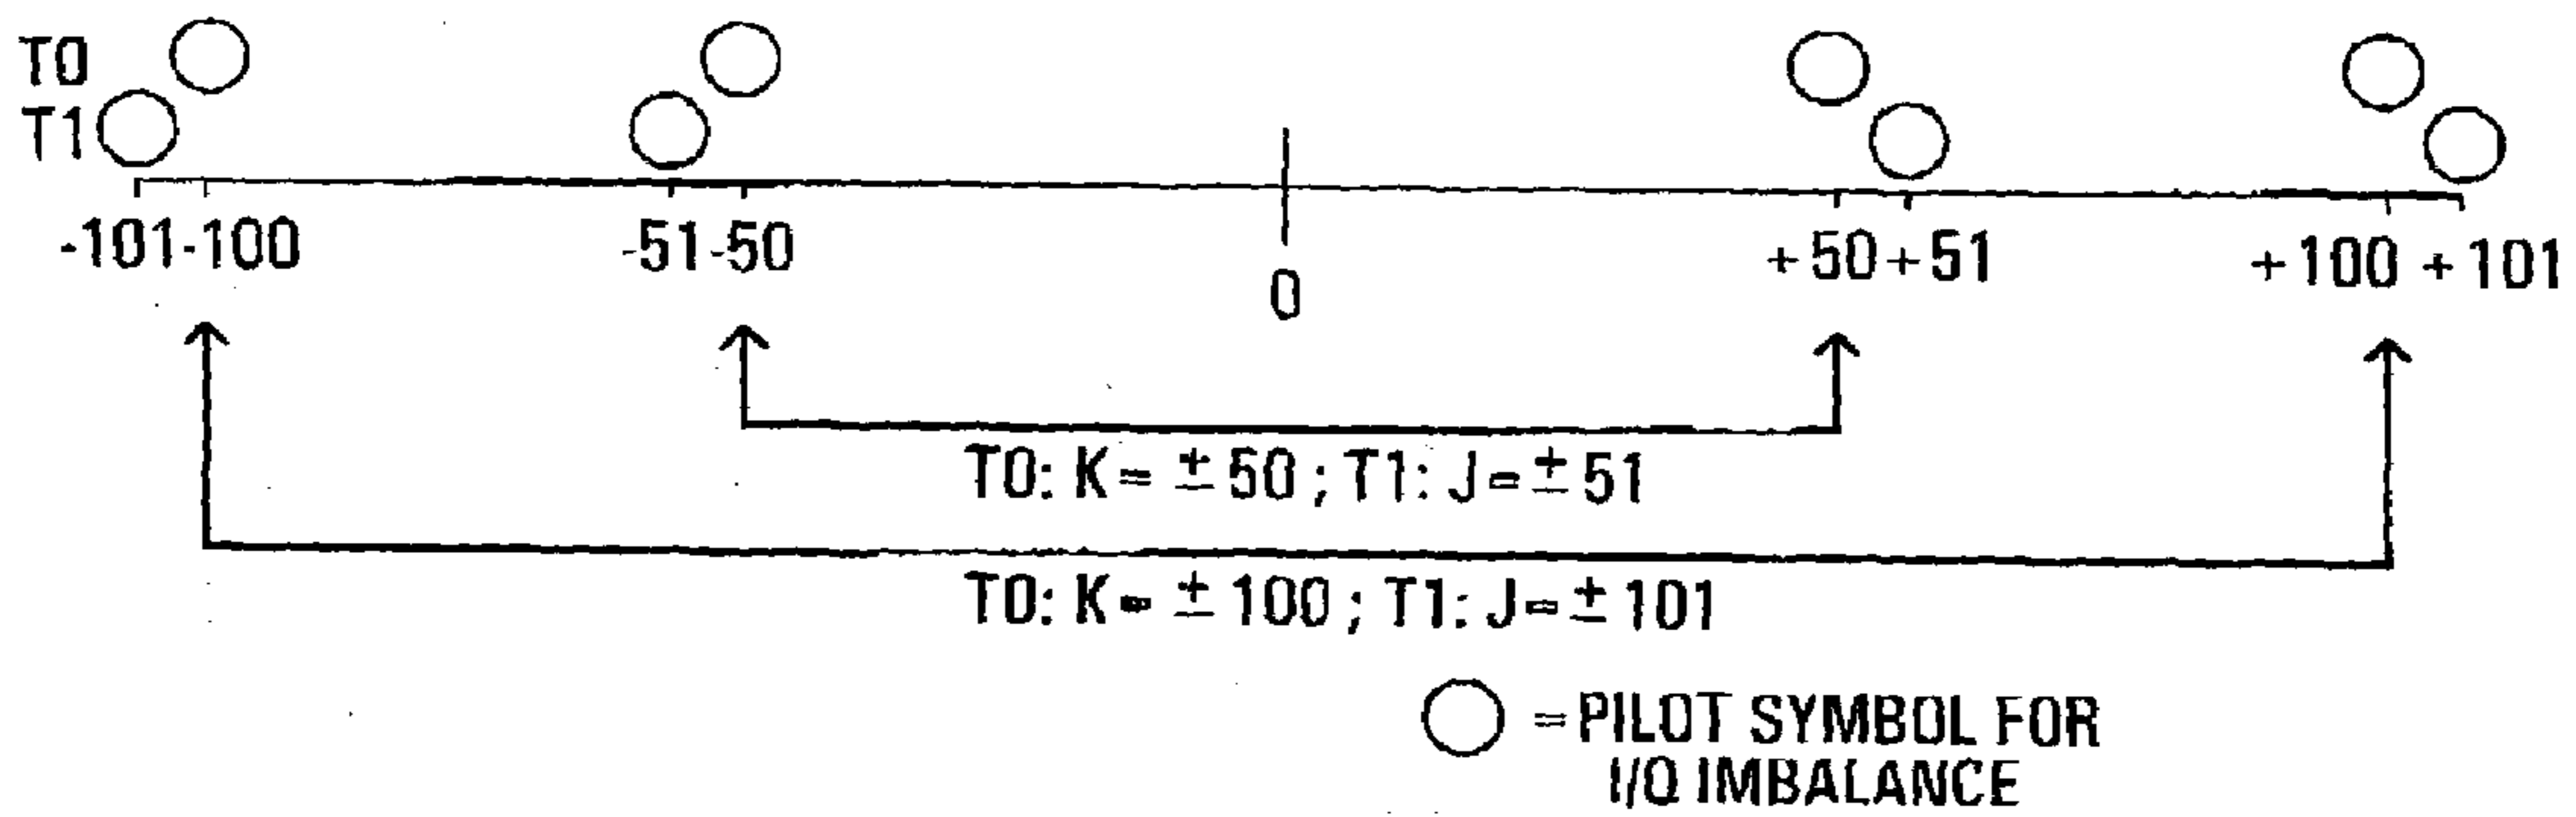 T0
T1
-101 -100 -51 -50 0 +50 +51 +100 +101
T0: K= ±50; T1: J=±51
T0: K= ±100; T1: J=±101
=PILOT SYMBOL FOR
I/Q IMBALANCE